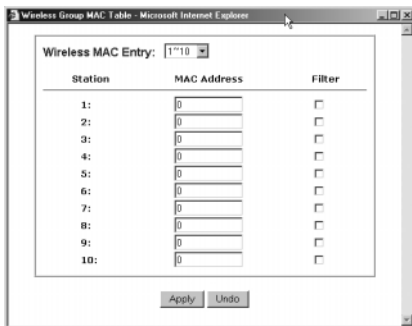 Wireless Group MAC Table - Microsoft Internet Explorer
Wireless MAC Entry: 1~10
Station MAC Address Filter
1: 0
2: 0
3: 0
4: 0
5: 0
6: 0
7: 0
8: 0
9: 0
10: 0
Apply Undo